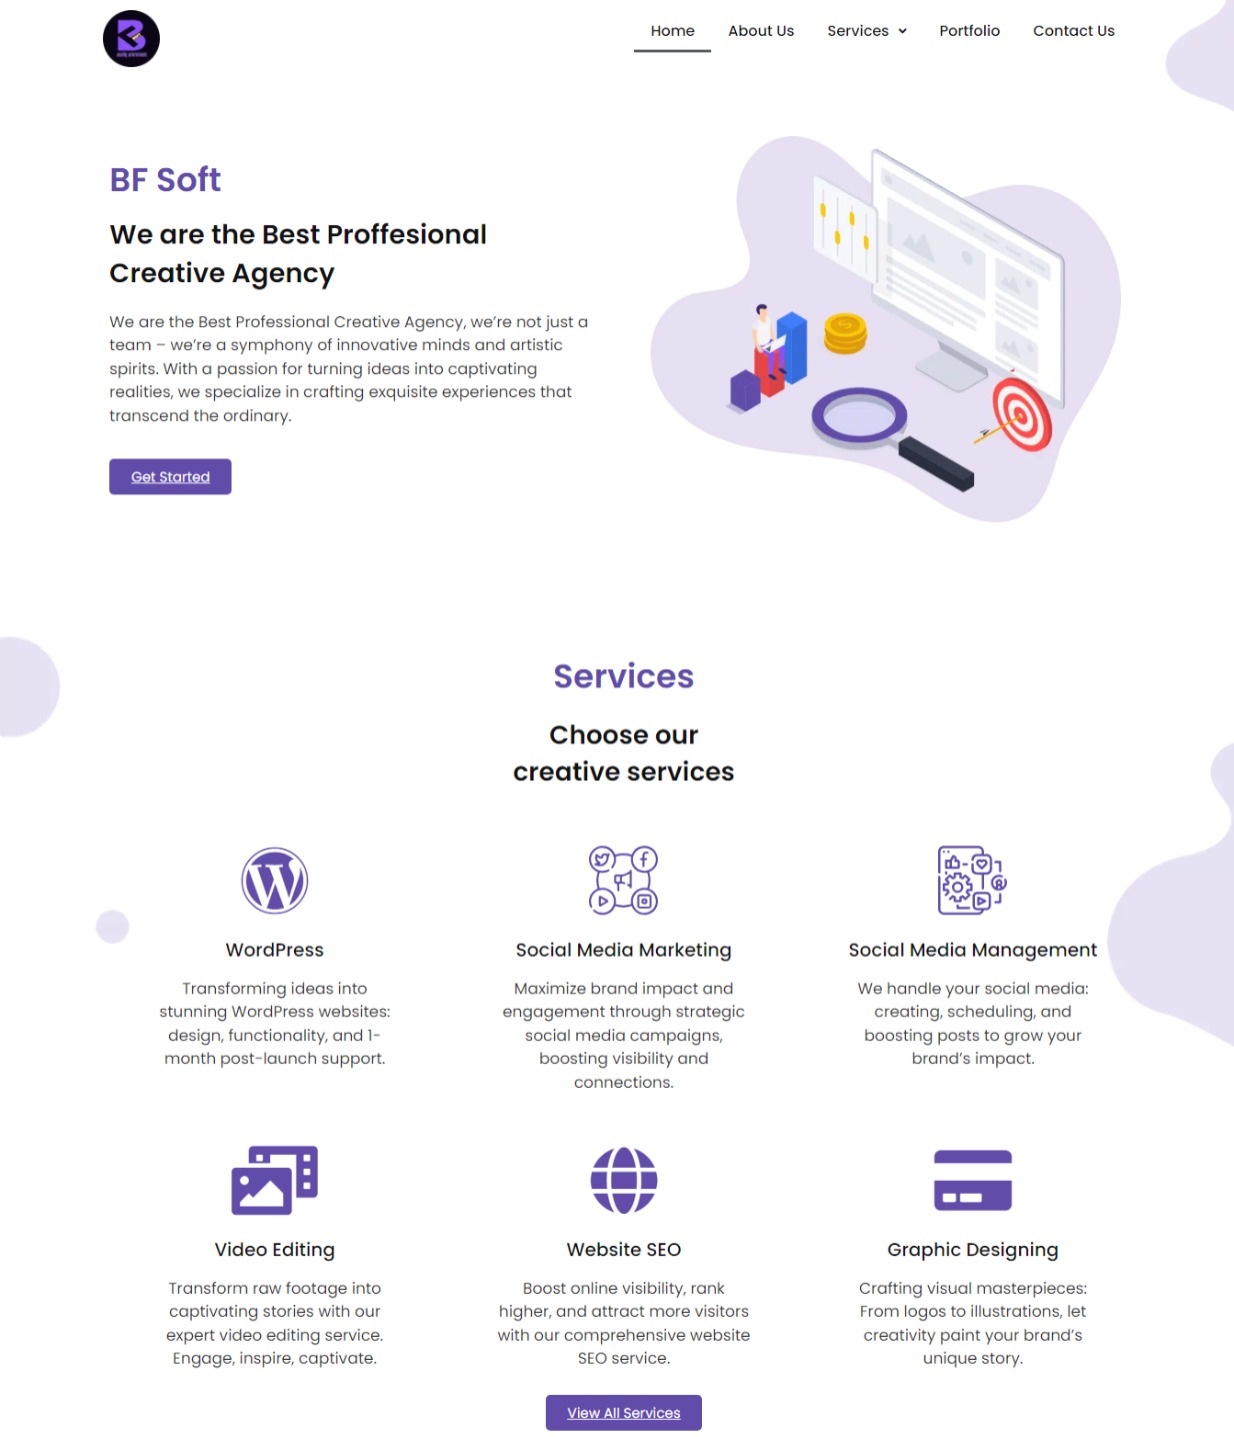 Home About Us Services Portfolio Contact Us
BF Soft
We are the Best Proffesional
Creative Agency
We are the Best Professional Creative Agency, we’re not just a
team – we’re a symphony of innovative minds and artistic
spirits. With a passion for turning ideas into captivating
realities, we specialize in crafting exquisite experiences that
transcend the ordinary.
Get Started
Services
Choose our
creative services
WordPress
Transforming ideas into
stunning WordPress websites:
design, functionality, and 1-
month post-launch support.
Social Media Marketing
Maximize brand impact and
engagement through strategic
social media campaigns,
boosting visibility and
connections.
Social Media Management
We handle your social media:
creating, scheduling, and
boosting posts to grow your
brand’s impact.
Video Editing
Transform raw footage into
captivating stories with our
expert video editing service.
Engage, inspire, captivate.
Website SEO
Boost online visibility, rank
higher, and attract more visitors
with our comprehensive website
SEO service.
Graphic Designing
Crafting visual masterpieces:
From logos to illustrations, let
creativity paint your brand’s
unique story.
View All Services